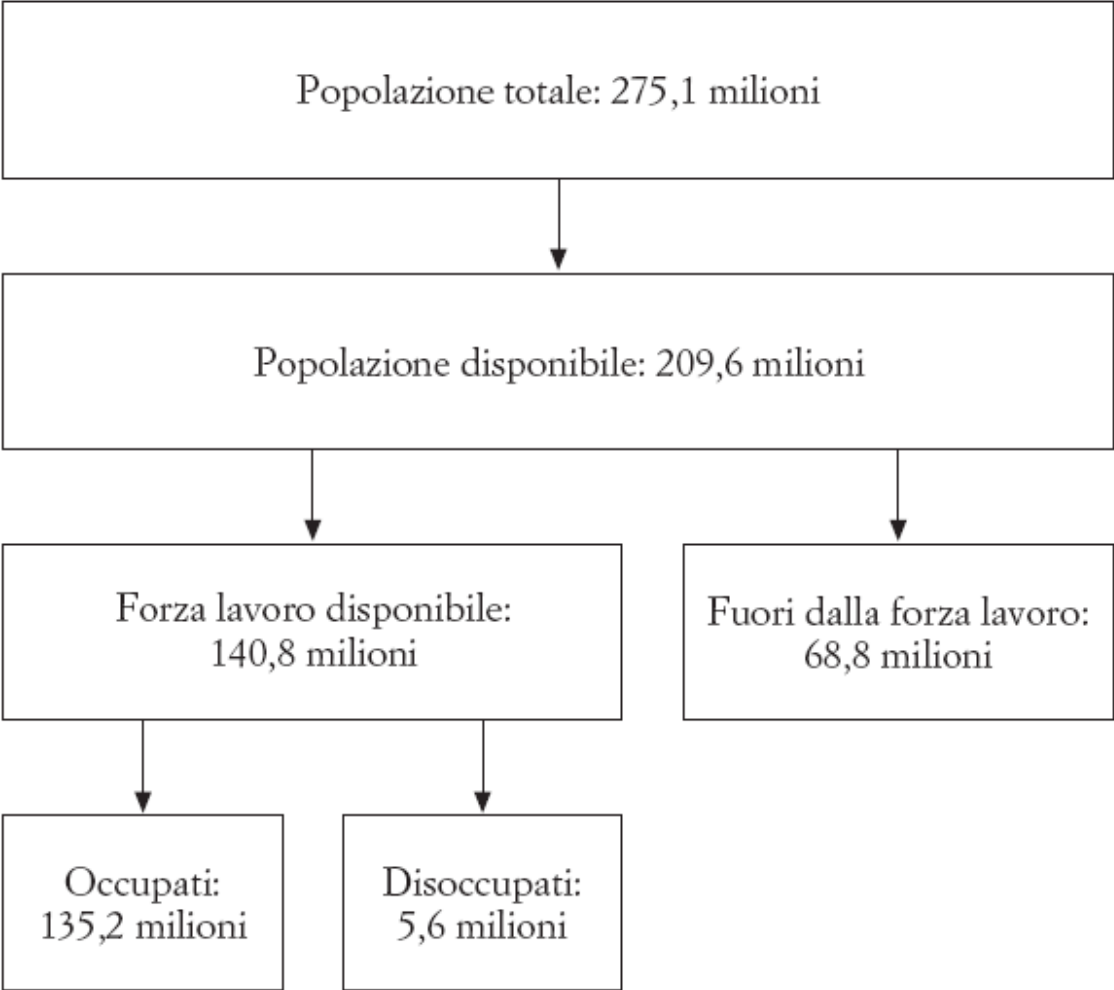 Popolazione totale: 275,1 milioni
Popolazione disponibile: 209,6 milioni
Forza lavoro disponibile:
140,8 milioni
Fuori dalla forza lavoro:
68,8 milioni
Occupati:
135,2 milioni
Disoccupati:
5,6 milioni